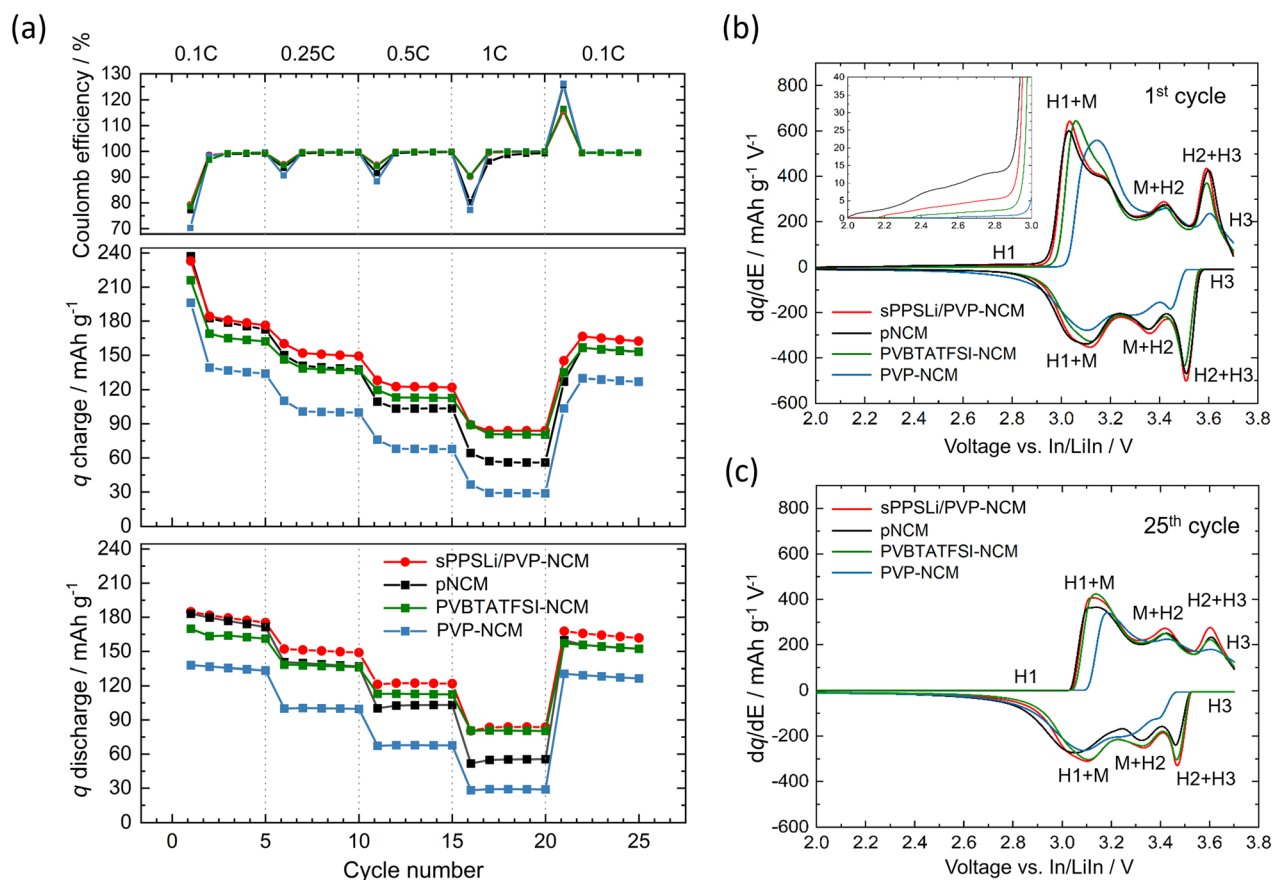 (a)
0.1C 0.25C 0.5C 1C 0.1C
Coulomb efficiency / %
130
120
110
100
90
80
70
q charge / mAh g⁻¹
240
210
180
150
120
90
60
30
0
q discharge / mAh g⁻¹
240
210
180
150
120
90
60
30
0
sPPSLi/PVP-NCM
pNCM
PVBTATFSI-NCM
PVP-NCM
0 5 10 15 20 25
Cycle number
(b)
dq/dE / mAh g⁻¹ V⁻¹
800
600
400
200
0
-200
-400
-600
40
35
30
25
20
15
10
5
0
2.0 2.2 2.4 2.6 2.8 3.0
1st cycle
H1+M
H2+H3
M+H2
H3
H1
H3
sPPSLi/PVP-NCM
pNCM
PVBTATFSI-NCM
PVP-NCM
H1+M
M+H2
H2+H3
2.0 2.2 2.4 2.6 2.8 3.0 3.2 3.4 3.6 3.8
Voltage vs. In/LiIn / V
(c)
dq/dE / mAh g⁻¹ V⁻¹
800
600
400
200
0
-200
-400
-600
sPPSLi/PVP-NCM
pNCM
PVBTATFSI-NCM
PVP-NCM
25th cycle
H1+M
M+H2
H2+H3
H3
H1
H3
H1+M
M+H2
H2+H3
2.0 2.2 2.4 2.6 2.8 3.0 3.2 3.4 3.6 3.8
Voltage vs. In/LiIn / V